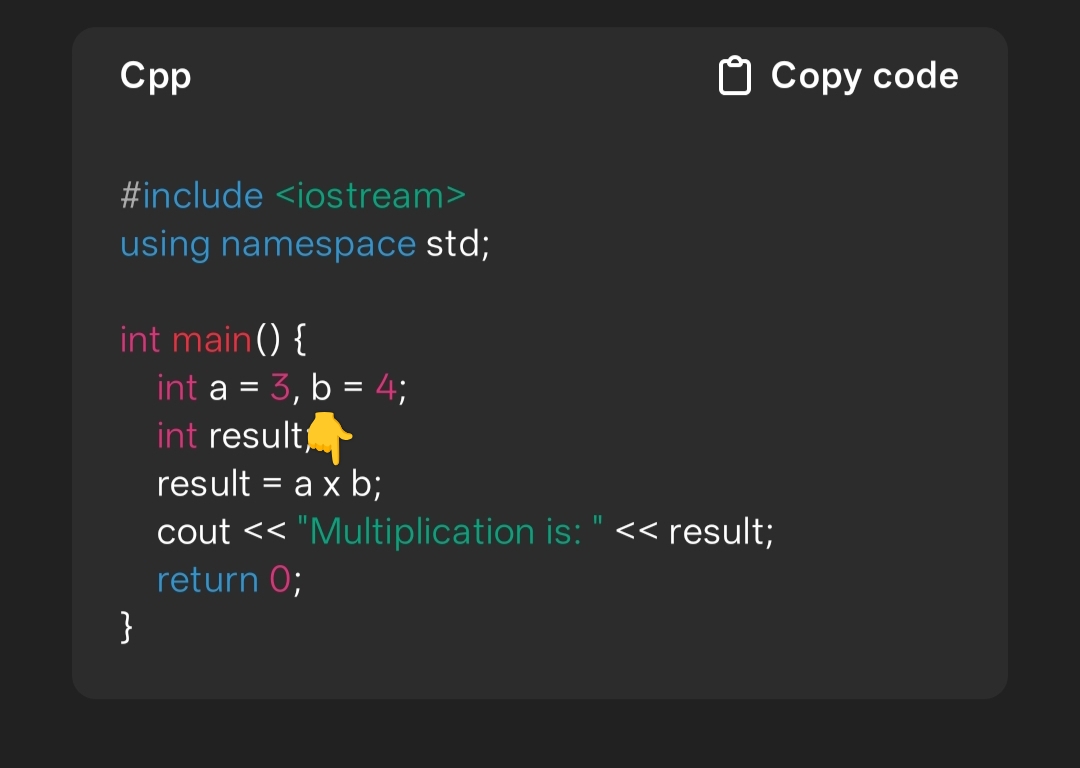 Cpp
Copy code
#include <iostream>
using namespace std;
int main() {
int a = 3, b = 4;
int result;
result = a x b;
cout << "Multiplication is: " << result;
return 0;
}